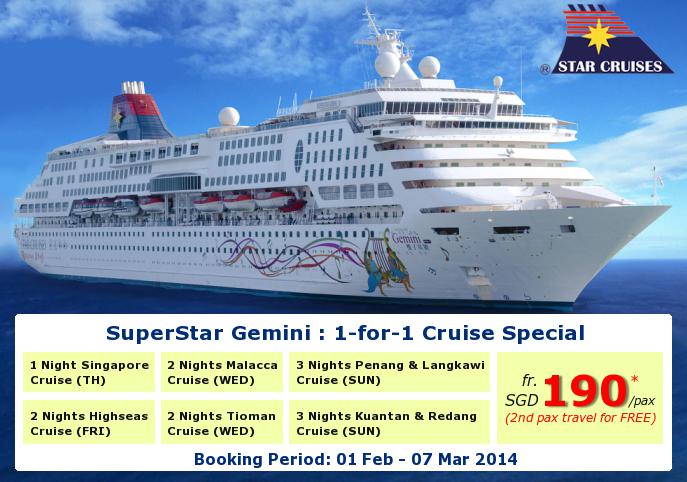 ® STAR CRUISES
Gemini
SuperStar Gemini : 1-for-1 Cruise Special
1 Night Singapore
Cruise (TH)
2 Nights Malacca
Cruise (WED)
3 Nights Penang & Langkawi
Cruise (SUN)
2 Nights Highseas
Cruise (FRI)
2 Nights Tioman
Cruise (WED)
3 Nights Kuantan & Redang
Cruise (SUN)
fr.
SGD 190*/pax
(2nd pax travel for FREE)
Booking Period: 01 Feb - 07 Mar 2014